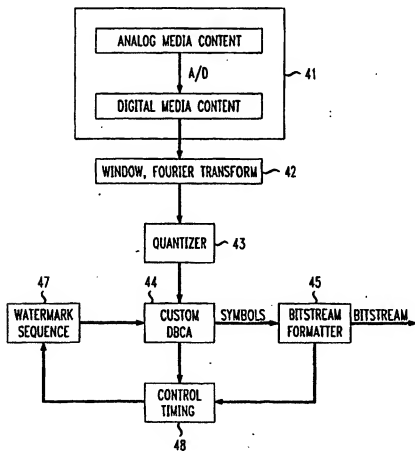 ANALOG MEDIA CONTENT
A/D
41
DIGITAL MEDIA CONTENT
WINDOW, FOURIER TRANSFORM
42
QUANTIZER
43
47
44
45
WATERMARK
SEQUENCE
CUSTOM
DBCA
SYMBOLS
BITSTREAM
FORMATTER
BITSTREAM
CONTROL
TIMING
48